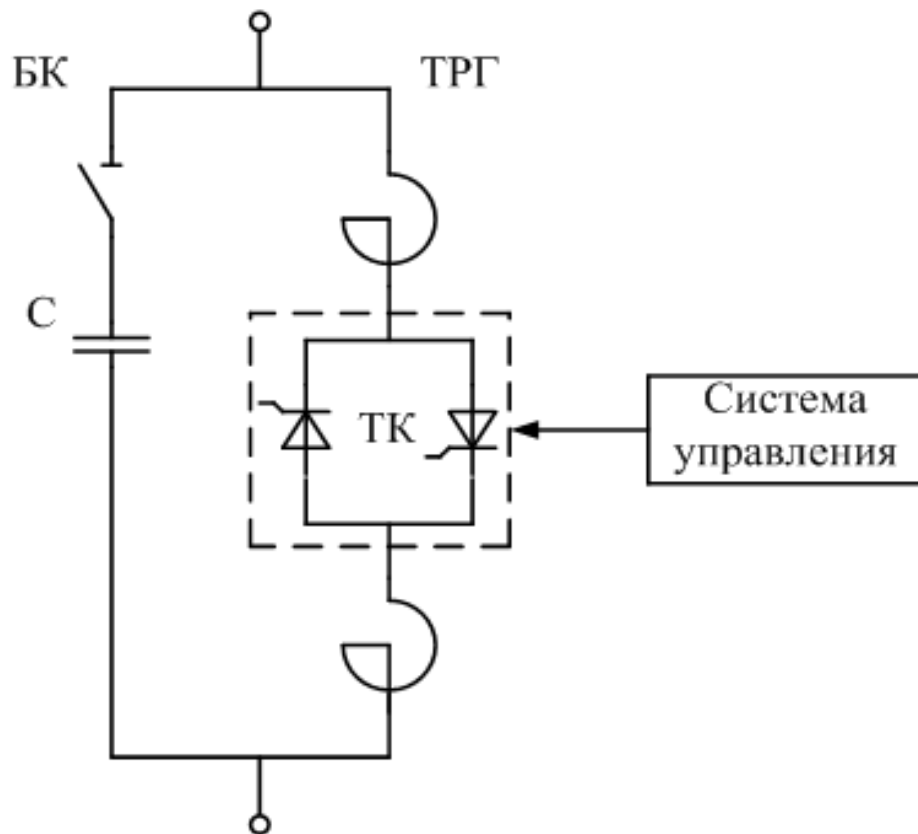 БК
ТРГ
С
ТК
Система
управления